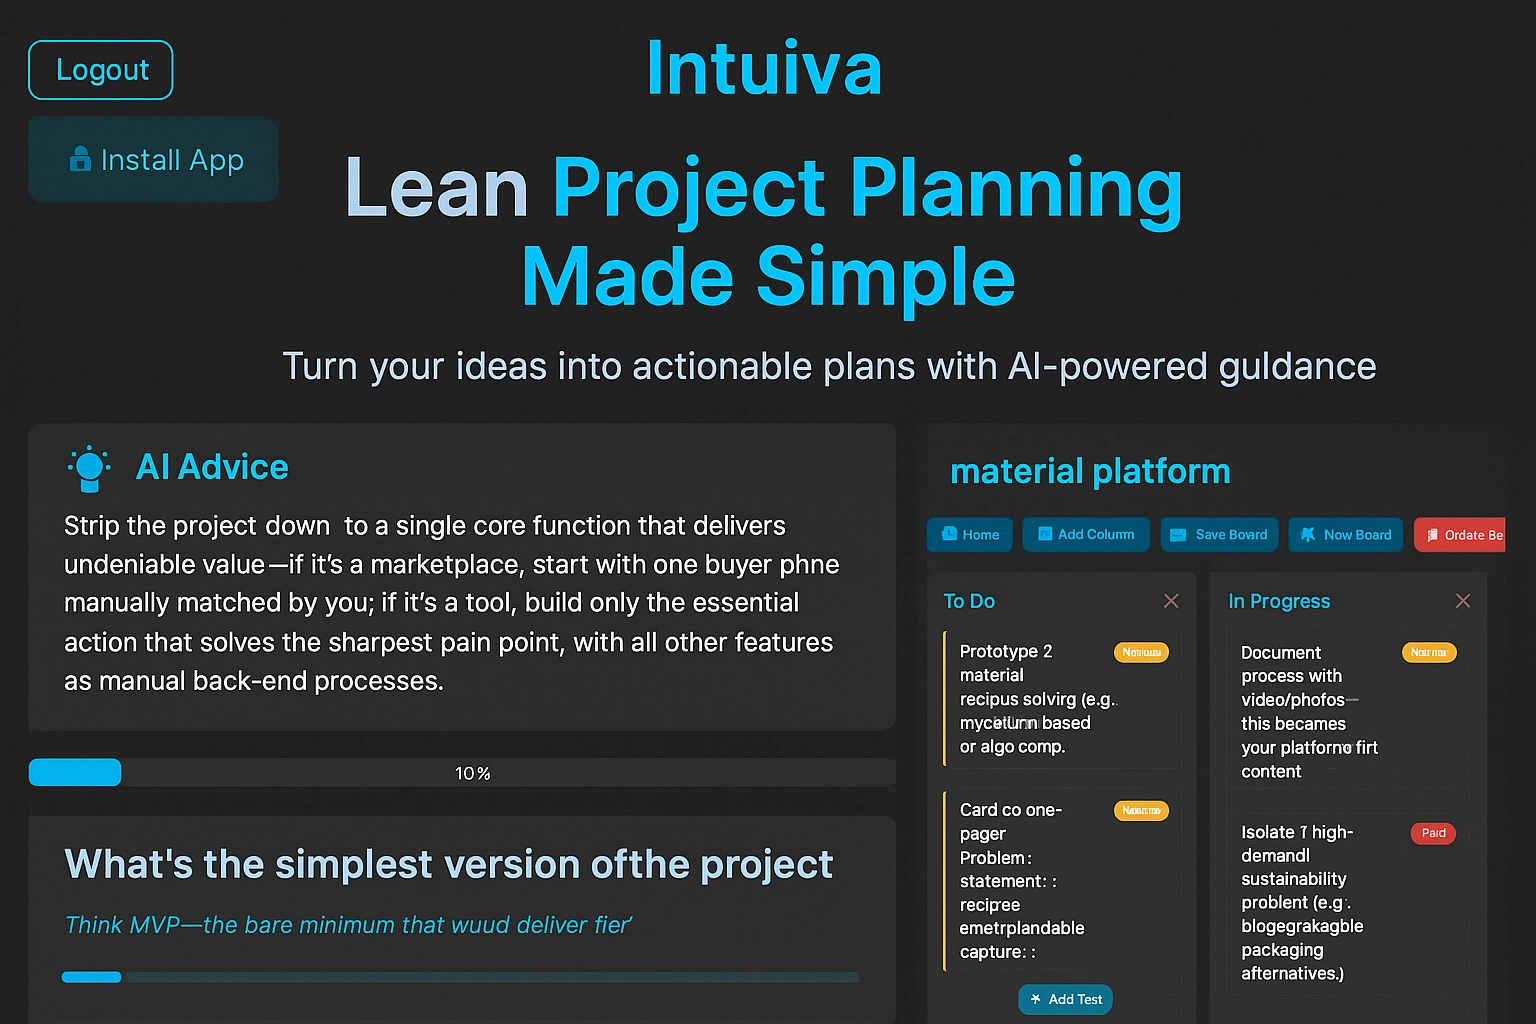 Logout
Install App
Intuiva
Lean Project Planning
Made Simple
Turn your ideas into actionable plans with AI-powered guldance
AI Advice
Strip the project down to a single core function that delivers
undeniable value—if it's a marketplace, start with one buyer phne
manually matched by you; if it's a tool, build only the essential
action that solves the sharpest pain point, with all other features
as manual back-end processes.
10%
What's the simplest version ofthe project
Think MVP—the bare minimum that wuud deliver fier'
material platform
Home
Add Column
Save Board
Now Board
Ordate Be
To Do
Prototype 2
material
recipus solvirg (e.g.
based
or algo comp.
Card co one-
pager
Problem:
statement: :
recipree
emetrplandable
capture: :
Add Test
In Progress
Document
process with
video/phofos—
this becames
your platform firt
content
Isolate 7 high-
demandl
sustainability
problent (e.g.
blogegrakagble
packaging
afternatives.)
Pard